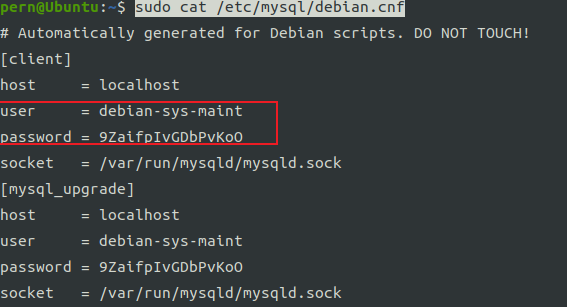 pern@Ubuntu:~$ sudo cat /etc/mysql/debian.cnf
# Automatically generated for Debian scripts. DO NOT TOUCH!
[client]
host     = localhost
user     = debian-sys-maint
password = 9ZaifpIvGDbPvKoO
socket   = /var/run/mysqld/mysqld.sock
[mysql_upgrade]
host     = localhost
user     = debian-sys-maint
password = 9ZaifpIvGDbPvKoO
socket   = /var/run/mysqld/mysqld.sock